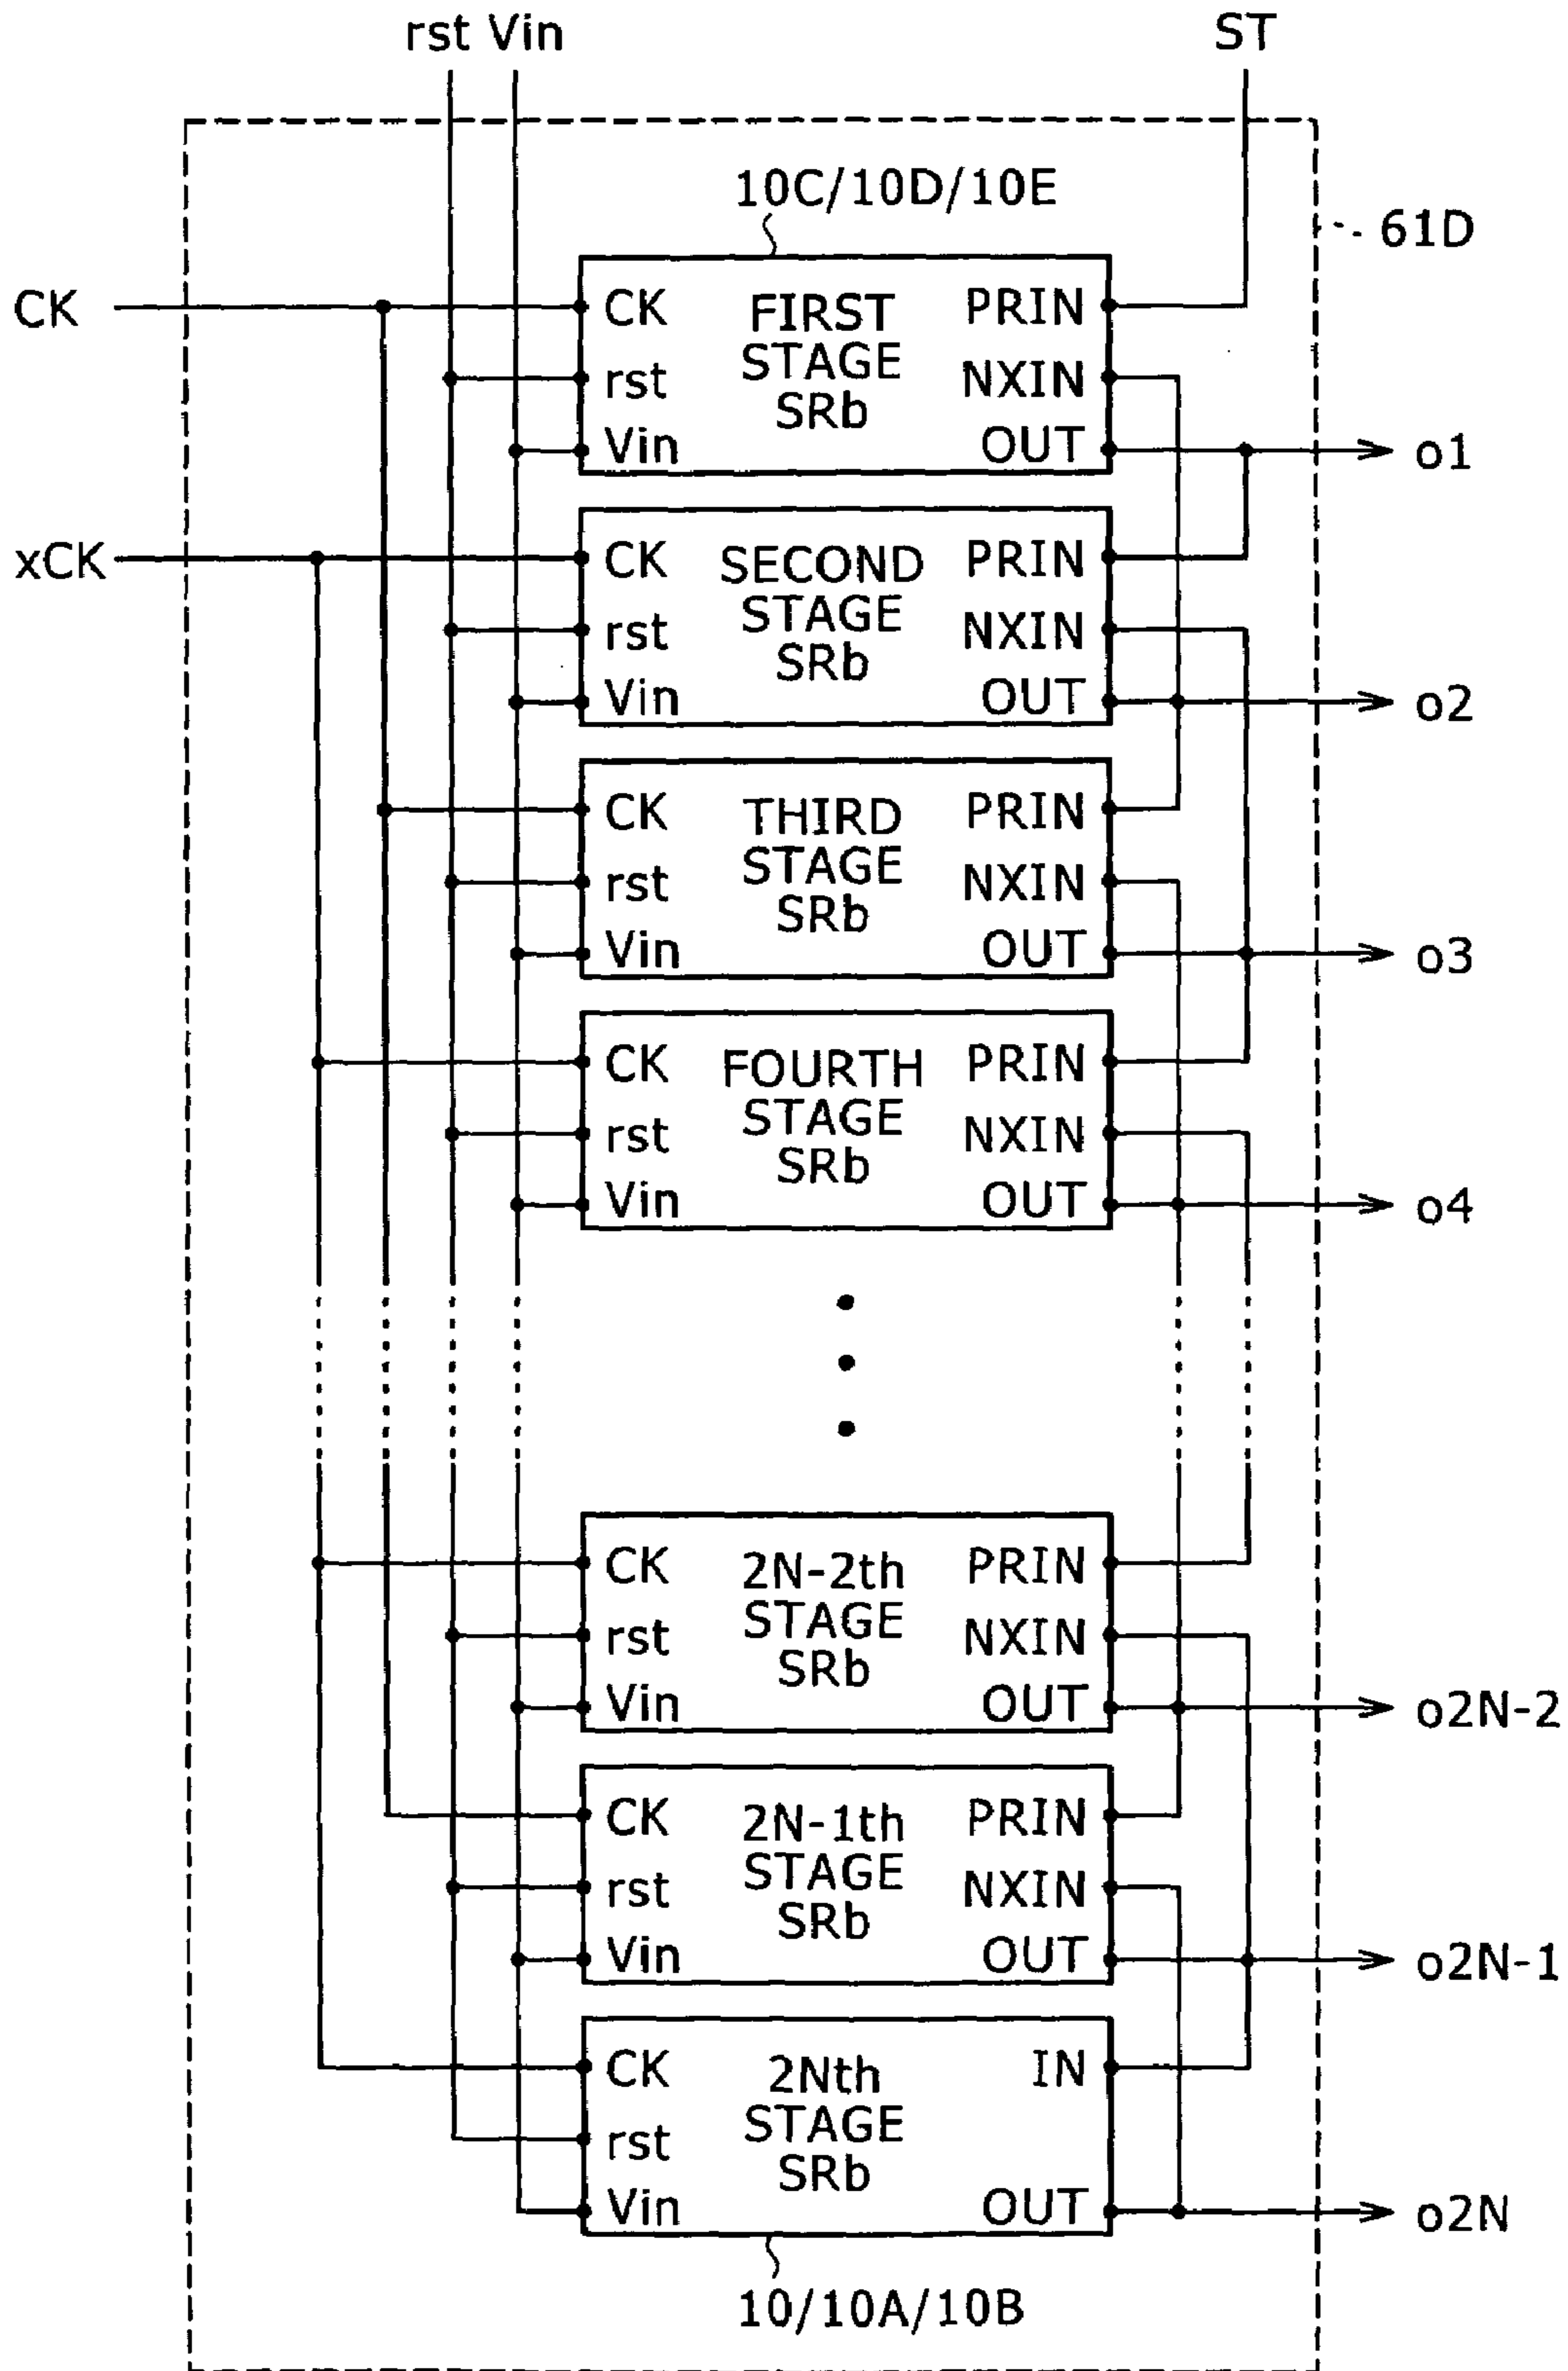 rst Vin ST
10C/10D/10E
61D
CK
CK FIRST PRIN
rst STAGE NXIN
Vin SRb OUT
o1
xCK
CK SECOND PRIN
rst STAGE NXIN
Vin SRb OUT
o2
CK THIRD PRIN
rst STAGE NXIN
Vin SRb OUT
o3
CK FOURTH PRIN
rst STAGE NXIN
Vin SRb OUT
o4
CK 2N-2th PRIN
rst STAGE NXIN
Vin SRb OUT
o2N-2
CK 2N-1th PRIN
rst STAGE NXIN
Vin SRb OUT
o2N-1
CK 2Nth IN
rst STAGE
Vin SRb OUT
o2N
10/10A/10B